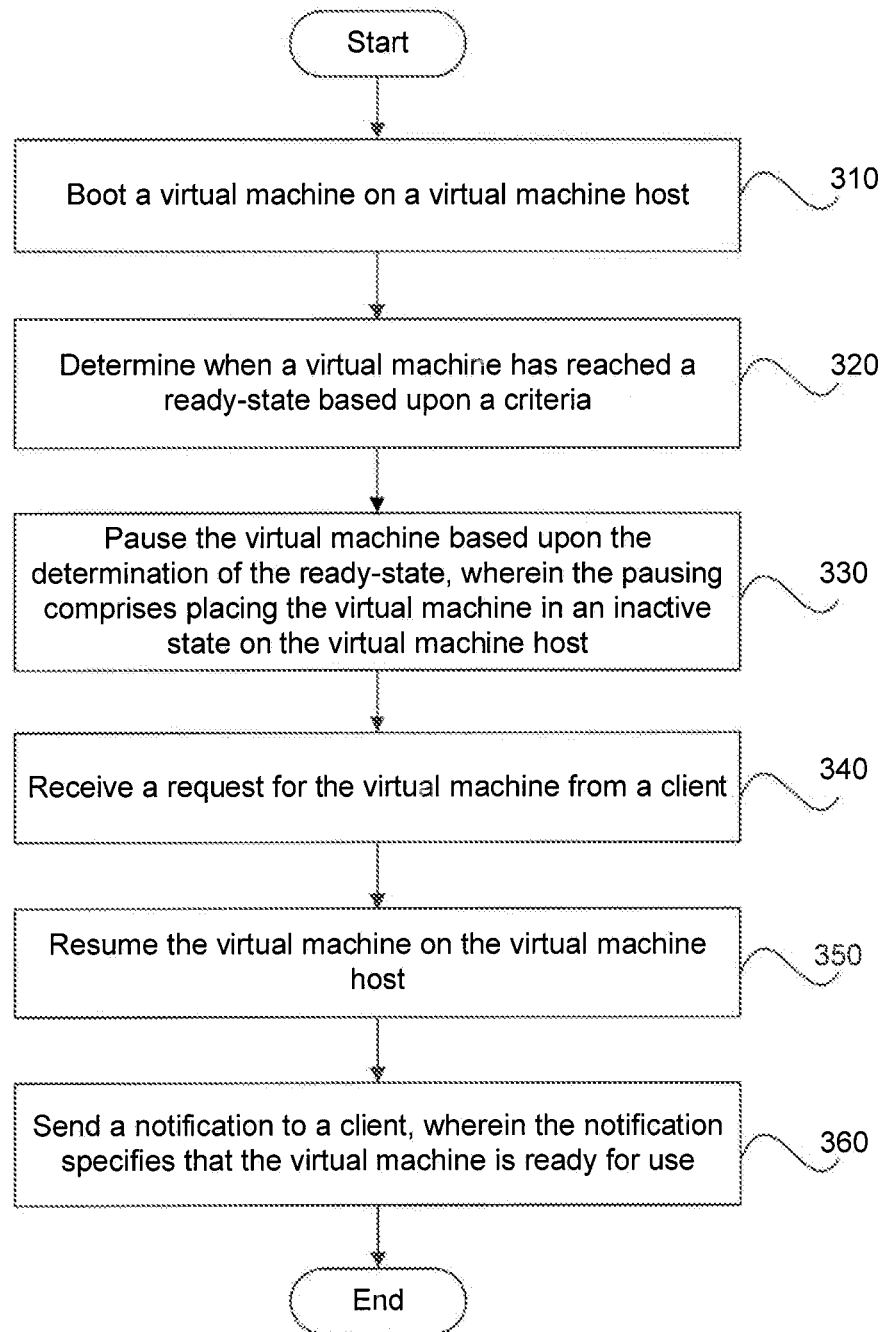 Start
Boot a virtual machine on a virtual machine host
310
Determine when a virtual machine has reached a
ready-state based upon a criteria
320
Pause the virtual machine based upon the
determination of the ready-state, wherein the pausing
comprises placing the virtual machine in an inactive
state on the virtual machine host
330
Receive a request for the virtual machine from a client
340
Resume the virtual machine on the virtual machine
host
350
Send a notification to a client, wherein the notification
specifies that the virtual machine is ready for use
360
End